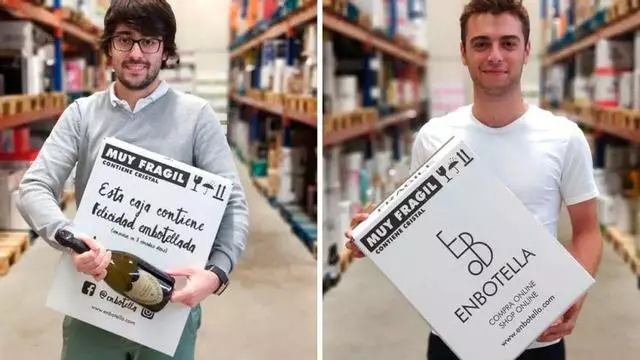 MUY FRAGIL
CONTIENE CRISTAL
Esta caja contiene
Felicidad embotellada
@enbotella
www.enbotella.com
MUY FRAGIL
CONTIENE CRISTAL
EB
ENBOTELLA
COMPRA ONLINE
SHOP ONLINE
www.enbotella.com